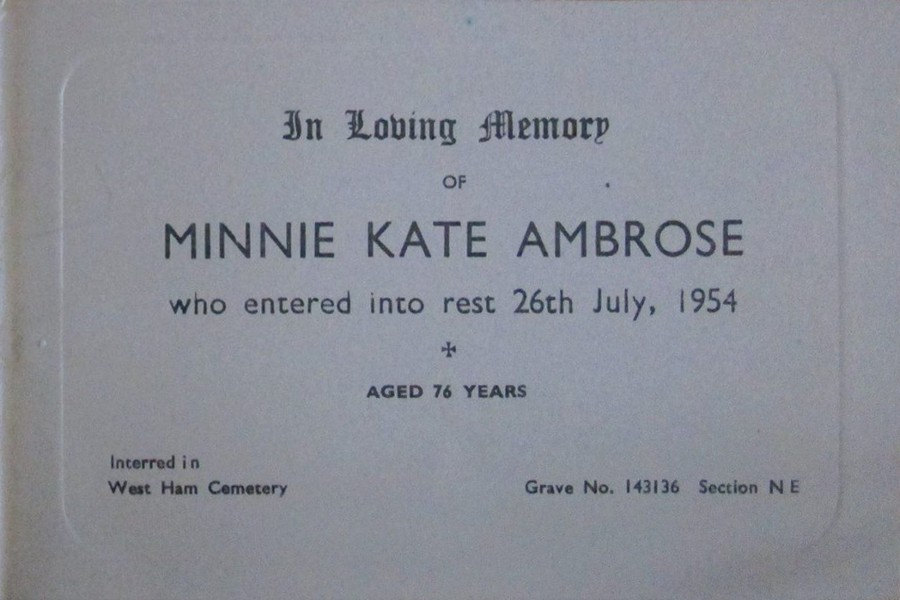 In Loving Memory
OF
MINNIE KATE AMBROSE
who entered into rest 26th July, 1954
✠
AGED 76 YEARS
Interred in
West Ham Cemetery
Grave No. 143136 Section N E